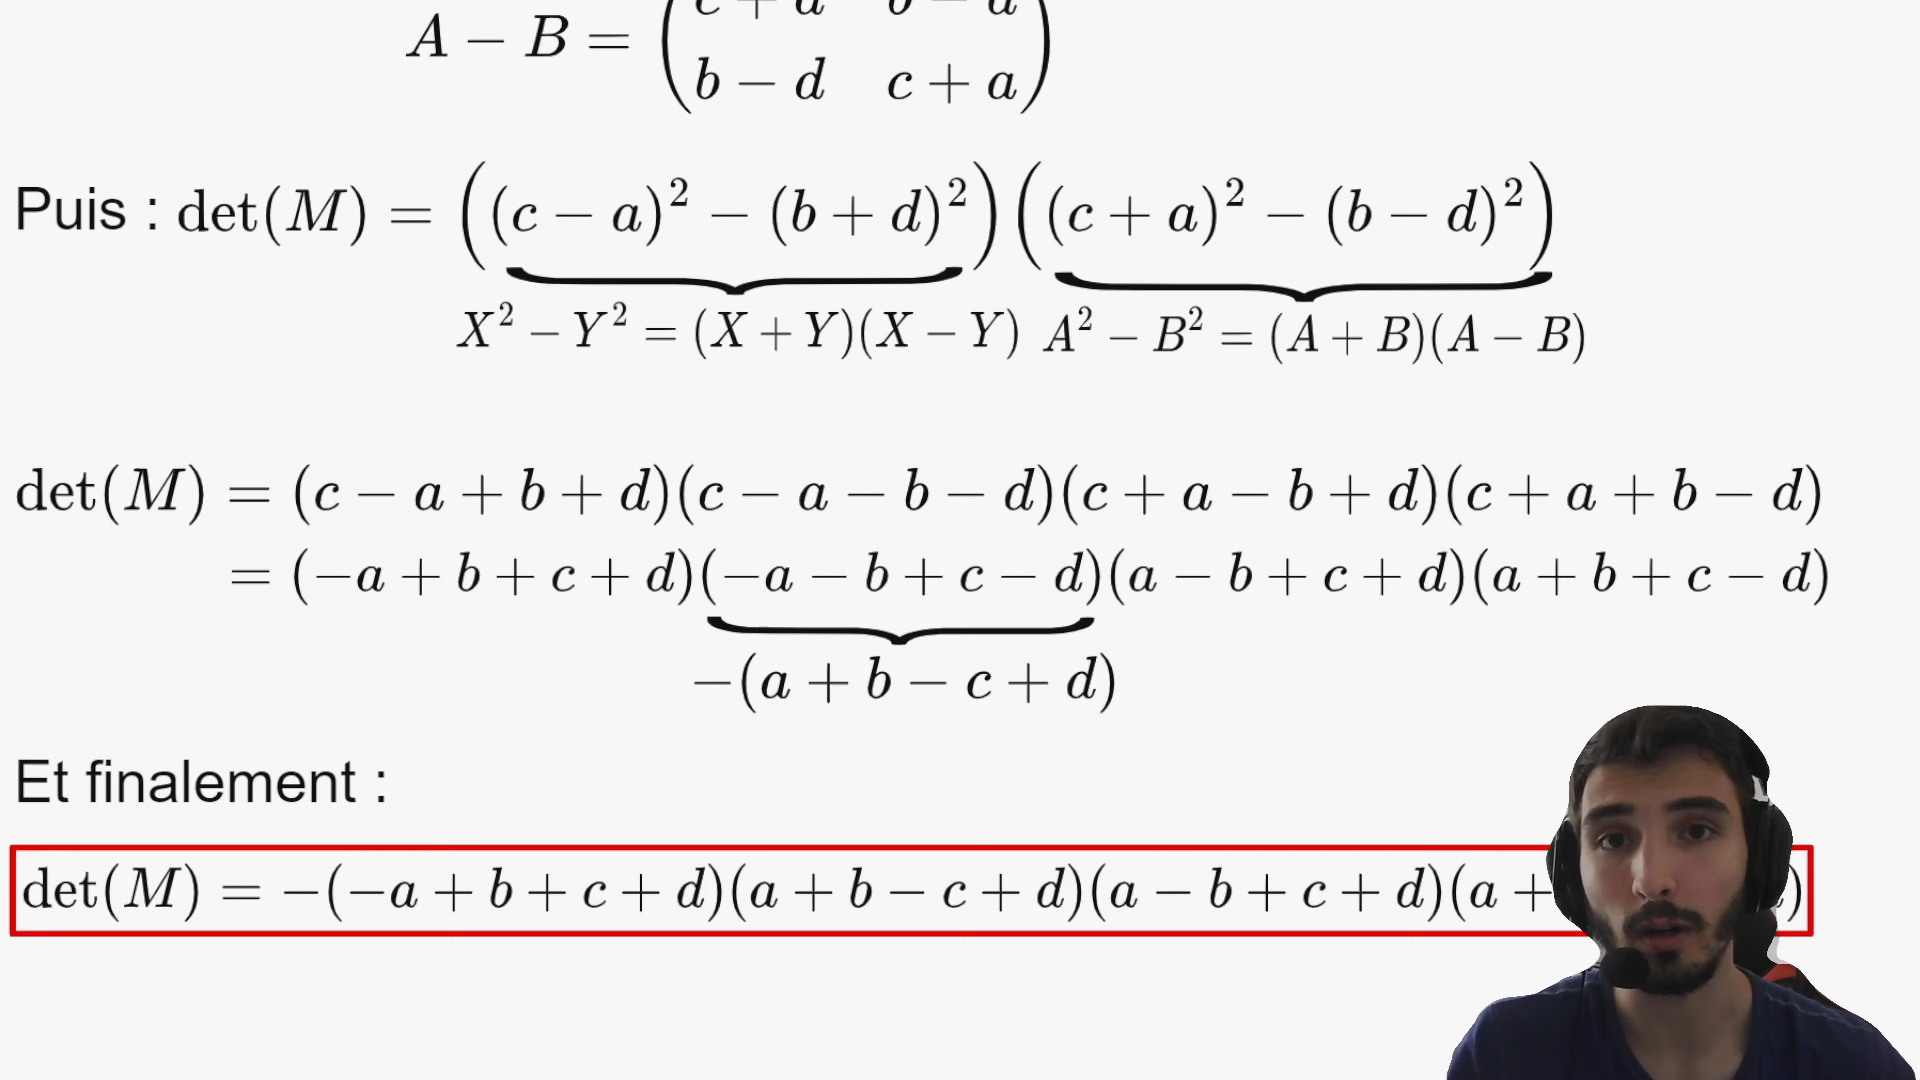 A − B = ( b − d c + a )
Puis : det(M) = ((c − a)² − (b + d)²)((c + a)² − (b − d)²)
X² − Y² = (X + Y)(X − Y) A² − B² = (A + B)(A − B)
det(M) = (c − a + b + d)(c − a − b − d)(c + a − b + d)(c + a + b − d)
= (−a + b + c + d)(−a − b + c − d)(a − b + c + d)(a + b + c − d)
−(a + b − c + d)
Et finalement :
det(M) = −(−a + b + c + d)(a + b − c + d)(a − b + c + d)(a + )